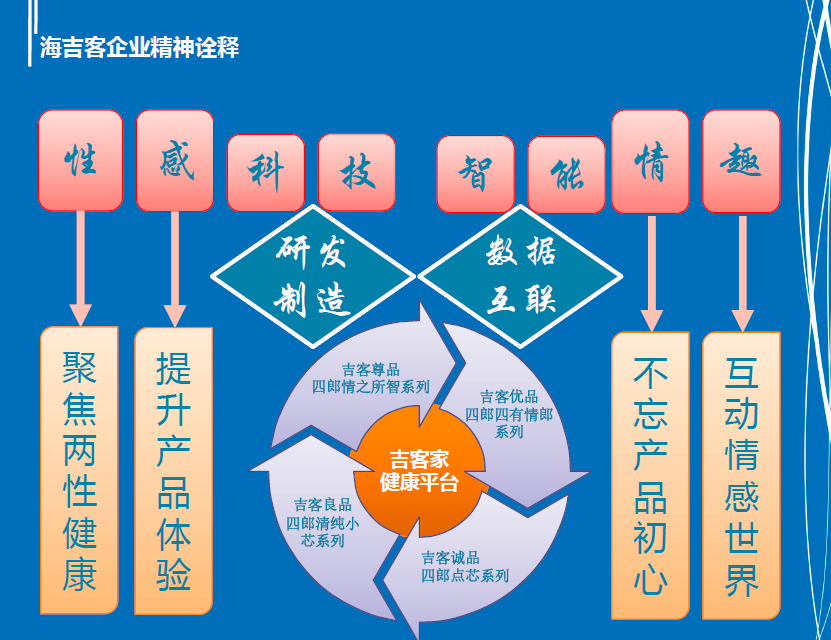 海吉客企业精神诠释
性感科技智能情趣
研发
制造
数据
互联
聚焦两性健康
提升产品体验
不忘产品初心
互动情感世界
吉客尊品
四郎情之所智系列
吉客优品
四郎四有情郎
系列
吉客家
健康平台
吉客良品
四郎清纯小
芯系列
吉客诚品
四郎点芯系列